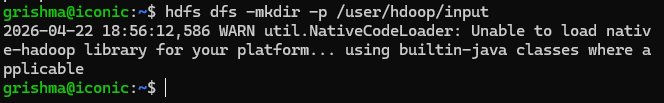 grishma@iconic:~$ hdfs dfs -mkdir -p /user/hdoop/input
2026-04-22 18:56:12,586 WARN util.NativeCodeLoader: Unable to load nativ
e-hadoop library for your platform... using builtin-java classes where a
pplicable
grishma@iconic:~$